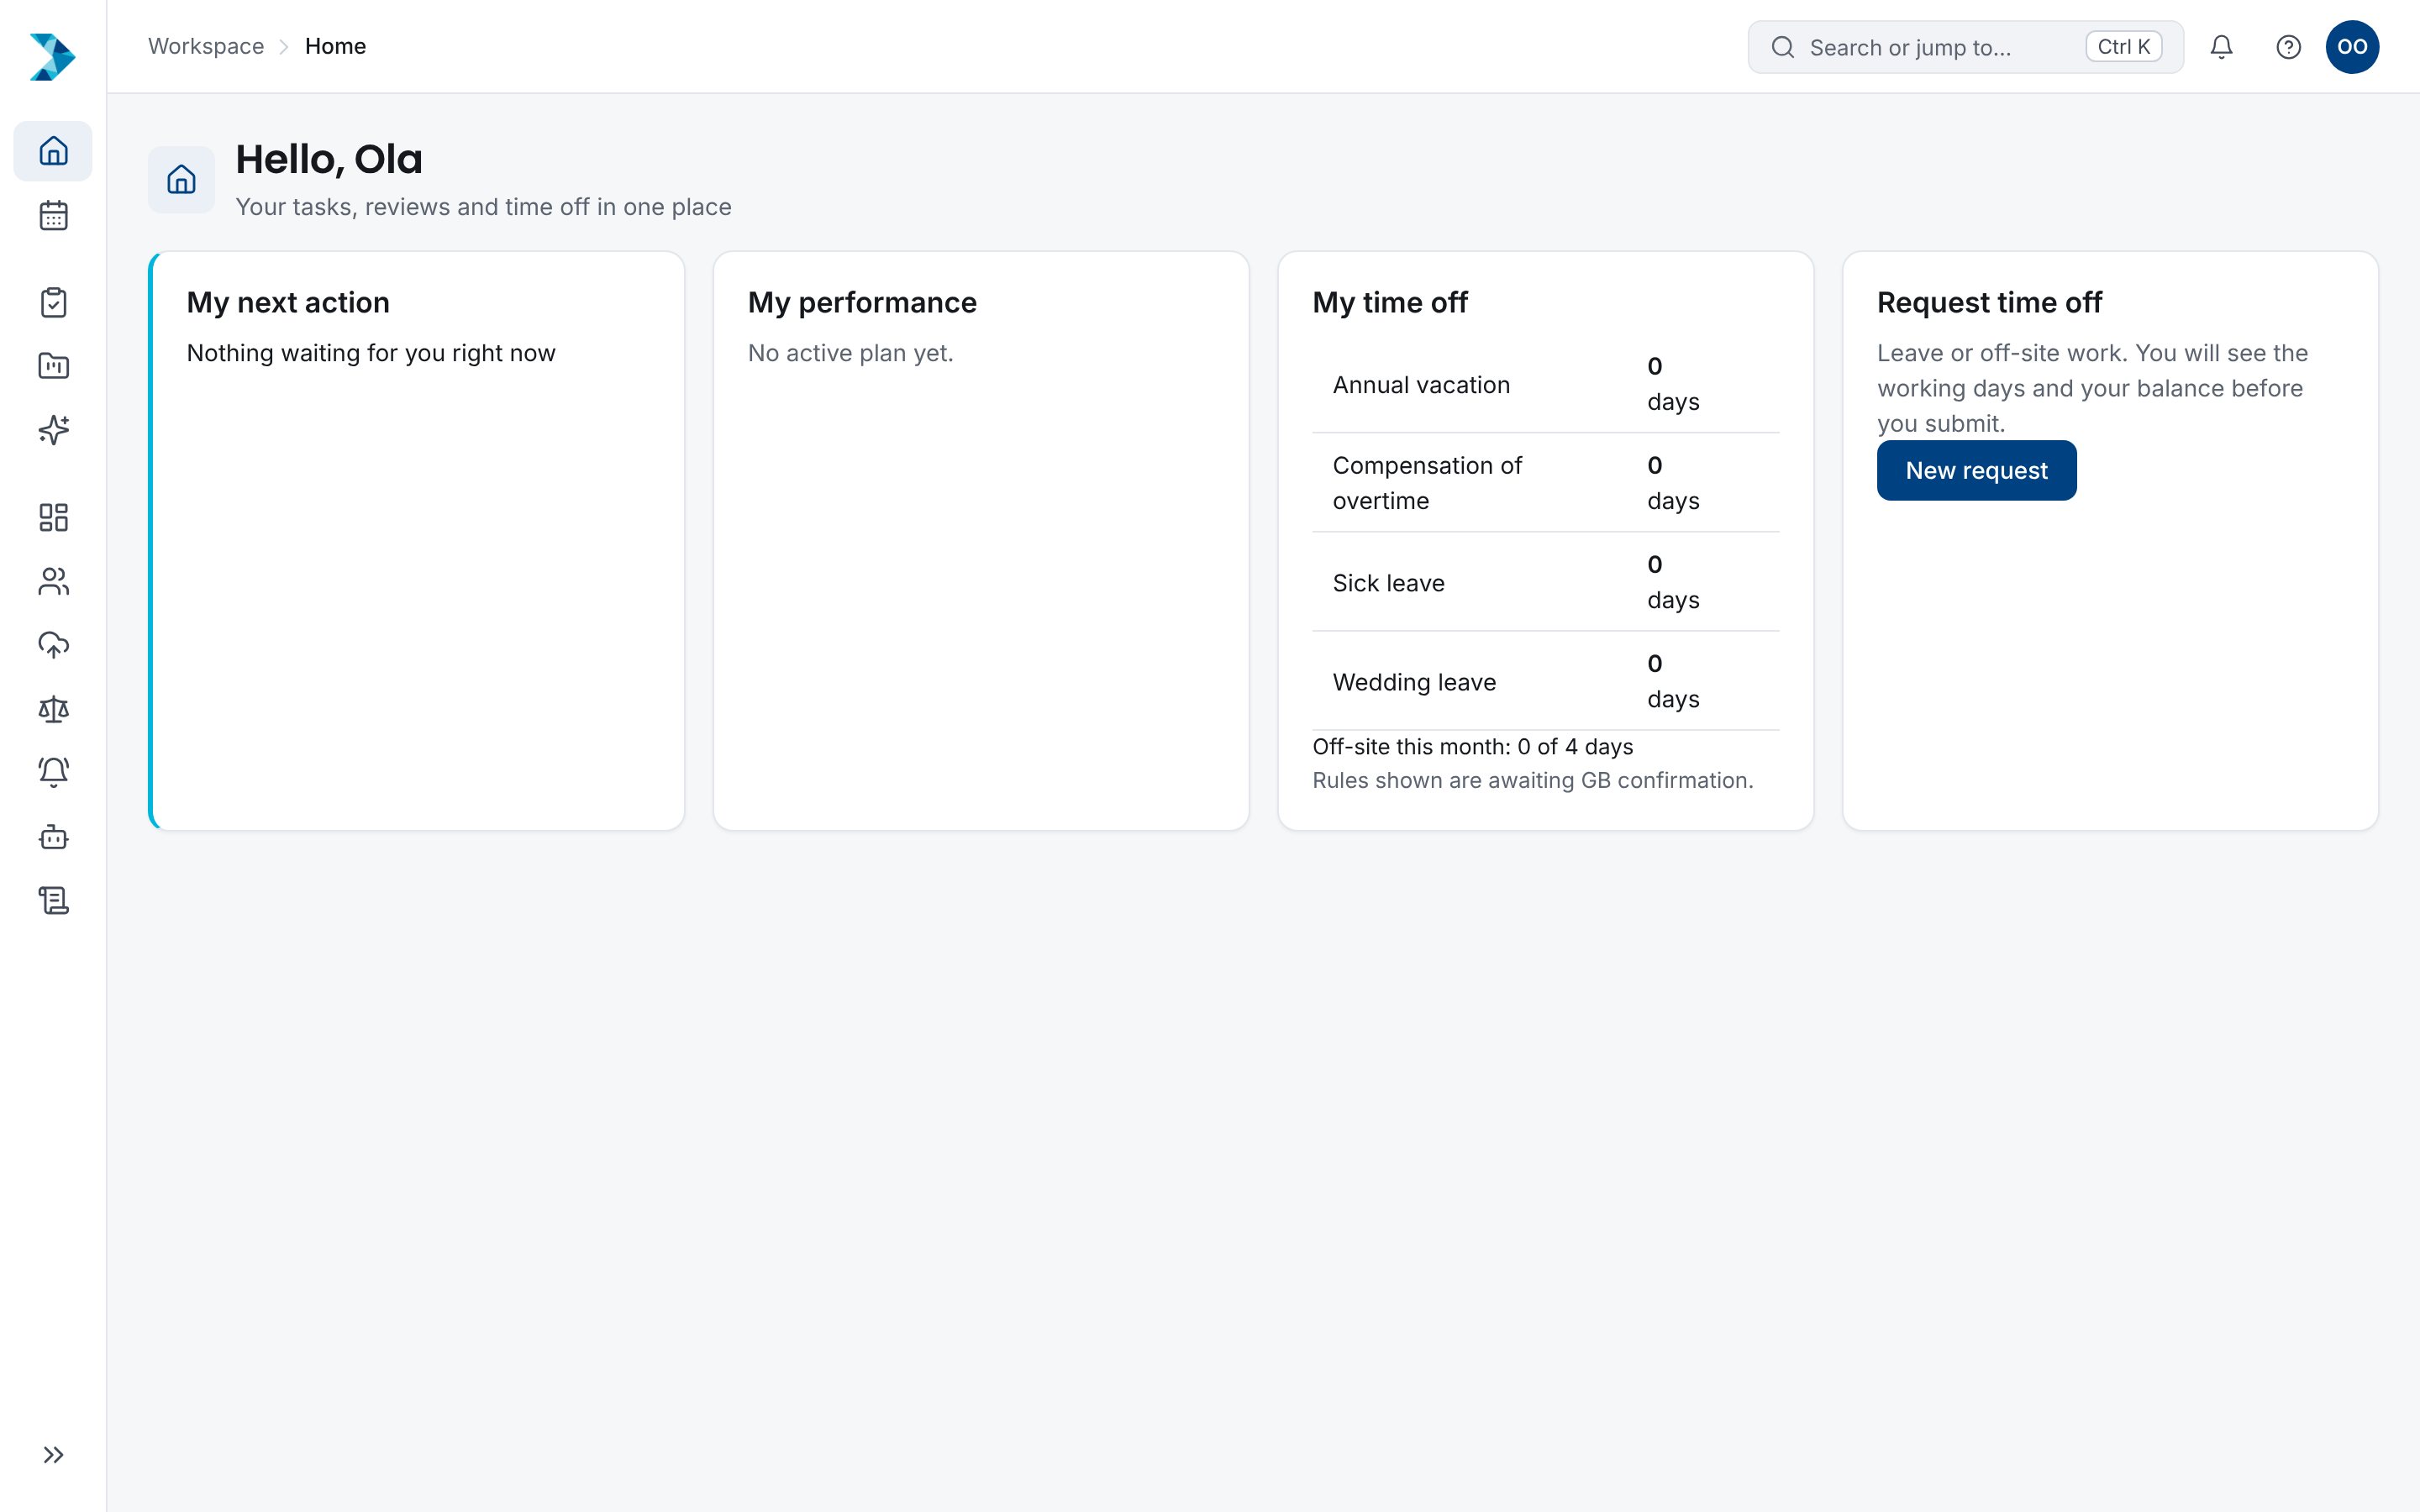 Workspace Home
Search or jump to... Ctrl K
OO
Hello, Ola
Your tasks, reviews and time off in one place
My next action
Nothing waiting for you right now
My performance
No active plan yet.
My time off
Annual vacation
0
days
Compensation of
overtime
0
days
Sick leave
0
days
Wedding leave
0
days
Off-site this month: 0 of 4 days
Rules shown are awaiting GB confirmation.
Request time off
Leave or off-site work. You will see the
working days and your balance before
you submit.
New request